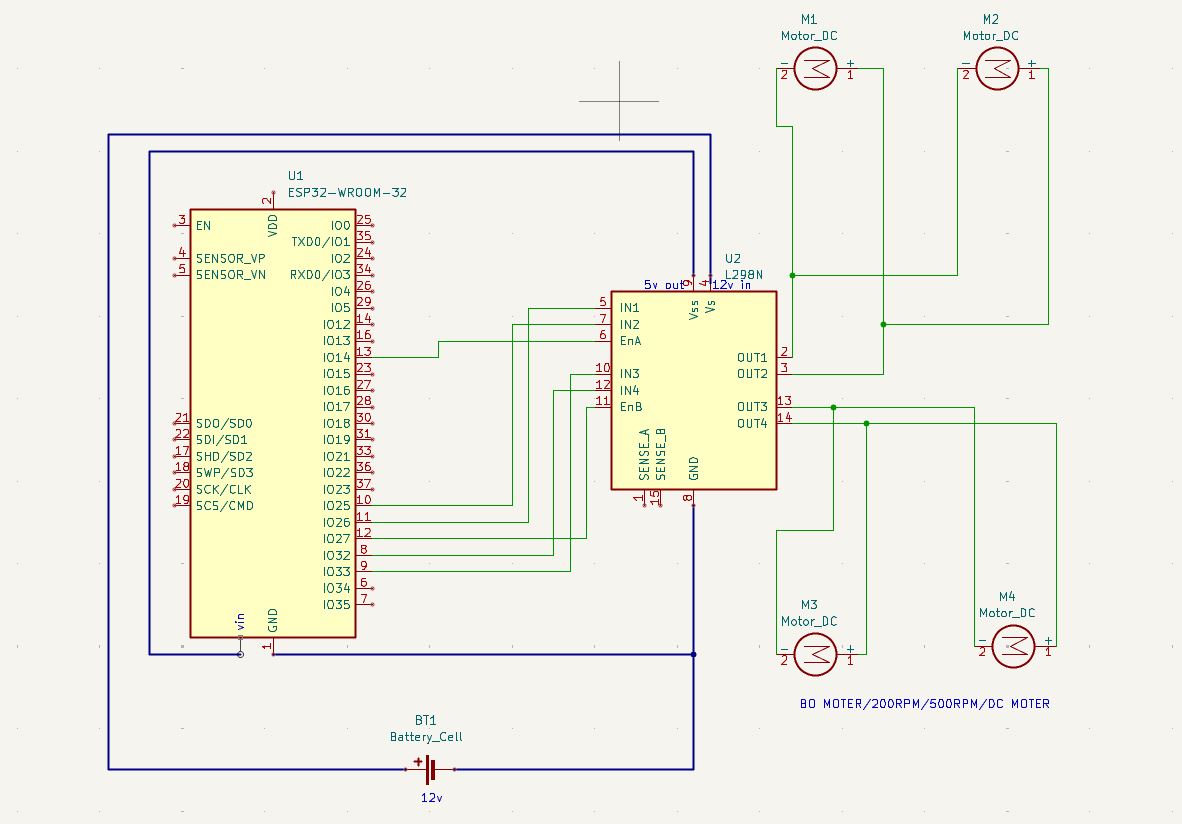 M1
Motor_DC
M2
Motor_DC
- 2
+ 1
- 2
+ 1
U1
ESP32-WROOM-32
2
VDD
3 EN
4 SENSOR_VP
5 SENSOR_VN
21 SDO/SD0
22 SDI/SD1
17 SHD/SD2
18 SWP/SD3
20 SCK/CLK
19 SCS/CMD
IO0 25
TXD0/IO1 35
IO2 24
RXD0/IO3 34
IO4 26
IO5 29
IO12 14
IO13 16
IO14 13
IO15 23
IO16 27
IO17 28
IO18 30
IO19 31
IO21 33
IO22 36
IO23 37
IO25 10
IO26 11
IO27 12
IO32 8
IO33 9
IO34 6
IO35 7
vin
GND
1
U2
L298N
5v out
9
4
12v in
Vss
Vs
5 IN1
7 IN2
6 EnA
10 IN3
12 IN4
11 EnB
OUT1 2
OUT2 3
OUT3 13
OUT4 14
SENSE_A
SENSE_B
GND
1
15
8
M3
Motor_DC
M4
Motor_DC
- 2
+ 1
- 2
+ 1
BO MOTER/200RPM/500RPM/DC MOTER
BT1
Battery_Cell
+
12v